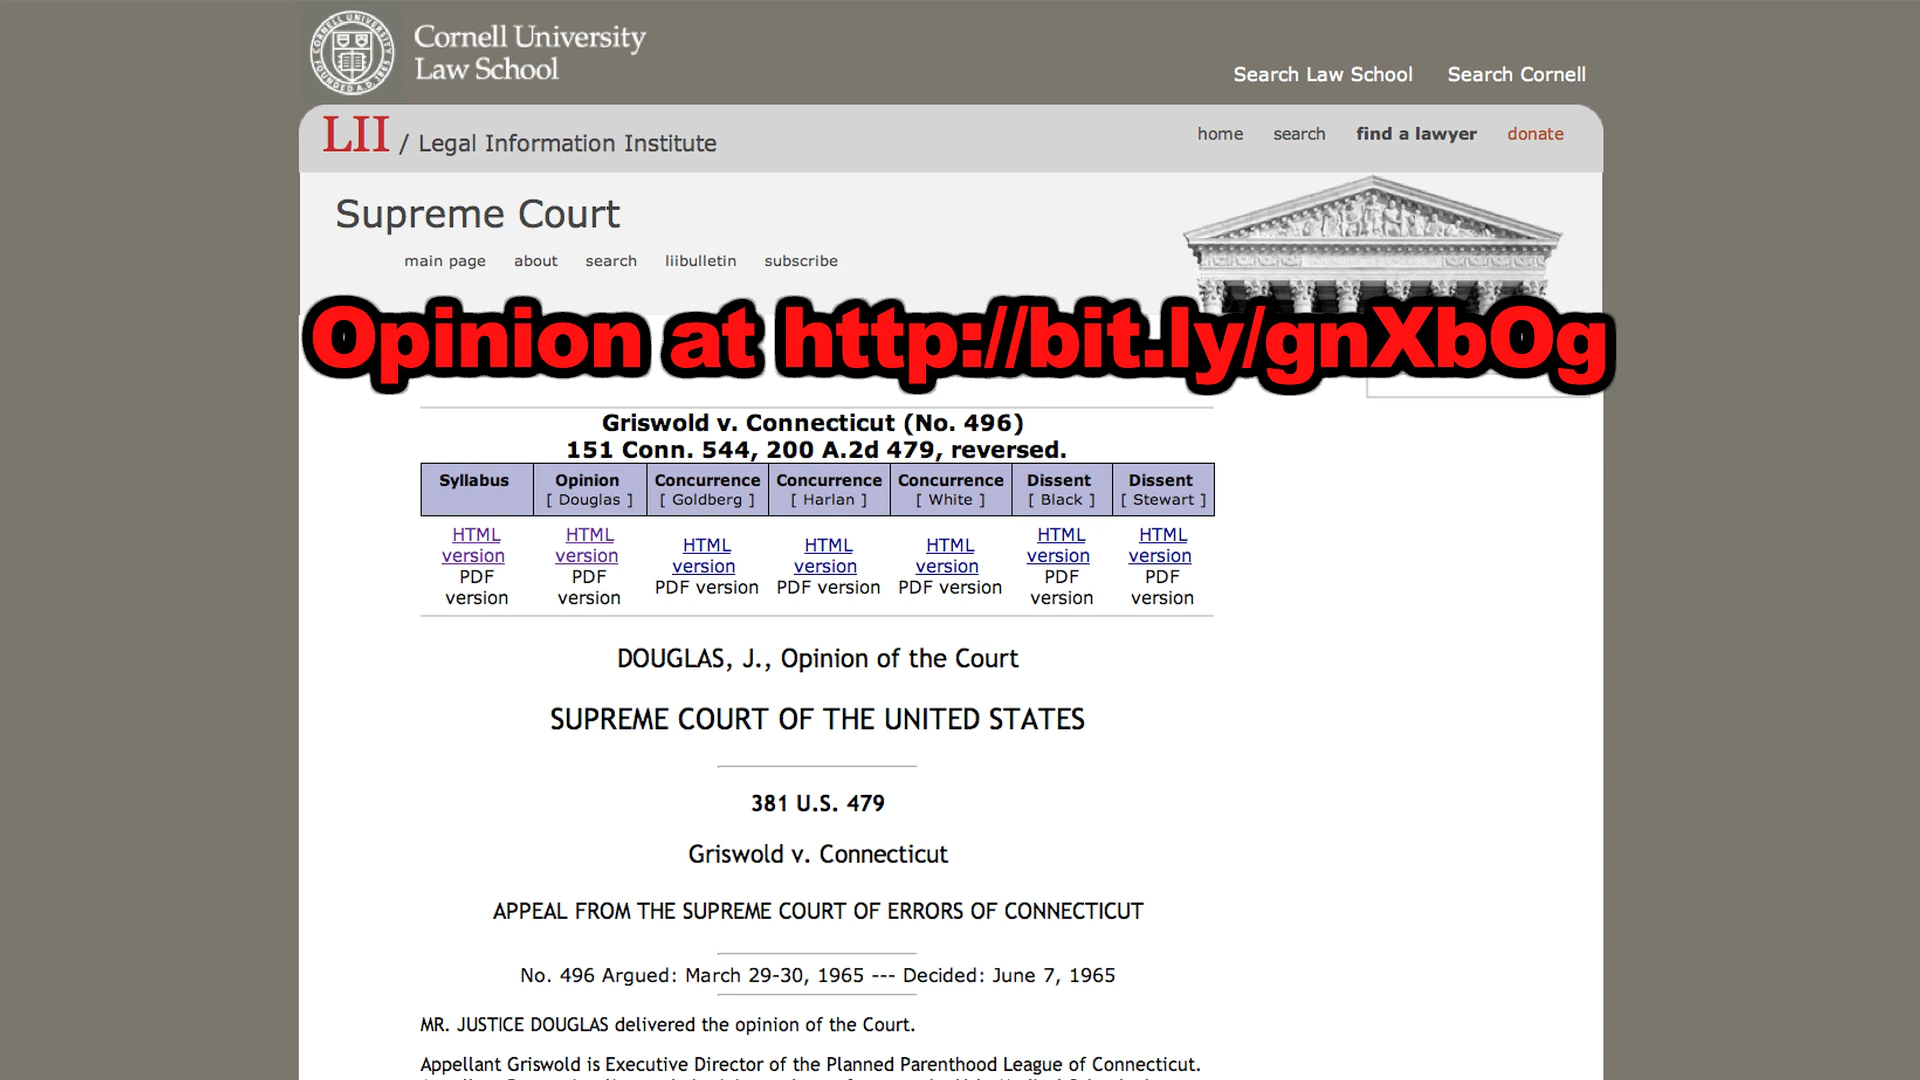 Cornell University
Law School
Search Law School Search Cornell
LII / Legal Information Institute
home search find a lawyer donate
Supreme Court
main page about search liibulletin subscribe
Opinion at http://bit.ly/gnXbOg
Griswold v. Connecticut (No. 496)
151 Conn. 544, 200 A.2d 479, reversed.
Syllabus Opinion Concurrence Concurrence Concurrence Dissent Dissent
[ Douglas ] [ Goldberg ] [ Harlan ] [ White ] [ Black ] [ Stewart ]
HTML version PDF version HTML version PDF version HTML version PDF version HTML version PDF version HTML version PDF version HTML version PDF version HTML version PDF version
DOUGLAS, J., Opinion of the Court
SUPREME COURT OF THE UNITED STATES
381 U.S. 479
Griswold v. Connecticut
APPEAL FROM THE SUPREME COURT OF ERRORS OF CONNECTICUT
No. 496 Argued: March 29-30, 1965 --- Decided: June 7, 1965
MR. JUSTICE DOUGLAS delivered the opinion of the Court.
Appellant Griswold is Executive Director of the Planned Parenthood League of Connecticut.